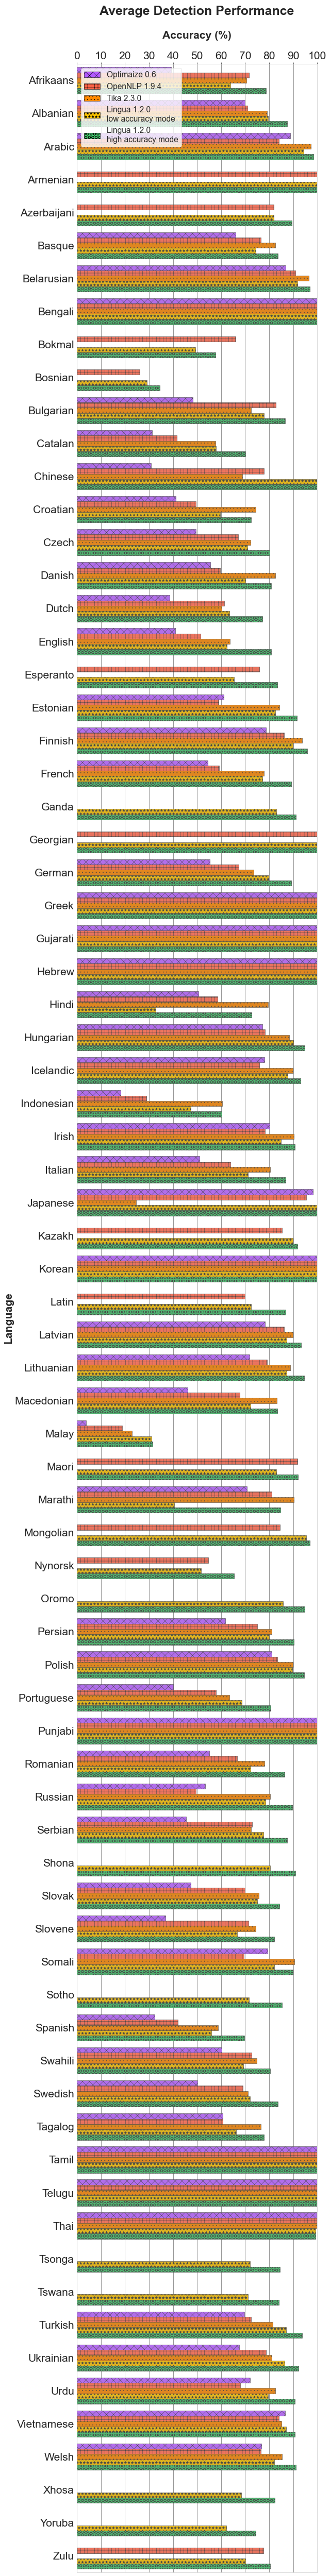 Average Detection Performance
Accuracy (%)
0 10 20 30 40 50 60 70 80 90 100
Optimaize 0.6
OpenNLP 1.9.4
Tika 2.3.0
Lingua 1.2.0
low accuracy mode
Lingua 1.2.0
high accuracy mode
Language
Afrikaans
Albanian
Arabic
Armenian
Azerbaijani
Basque
Belarusian
Bengali
Bokmal
Bosnian
Bulgarian
Catalan
Chinese
Croatian
Czech
Danish
Dutch
English
Esperanto
Estonian
Finnish
French
Ganda
Georgian
German
Greek
Gujarati
Hebrew
Hindi
Hungarian
Icelandic
Indonesian
Irish
Italian
Japanese
Kazakh
Korean
Latin
Latvian
Lithuanian
Macedonian
Malay
Maori
Marathi
Mongolian
Nynorsk
Oromo
Persian
Polish
Portuguese
Punjabi
Romanian
Russian
Serbian
Shona
Slovak
Slovene
Somali
Sotho
Spanish
Swahili
Swedish
Tagalog
Tamil
Telugu
Thai
Tsonga
Tswana
Turkish
Ukrainian
Urdu
Vietnamese
Welsh
Xhosa
Yoruba
Zulu